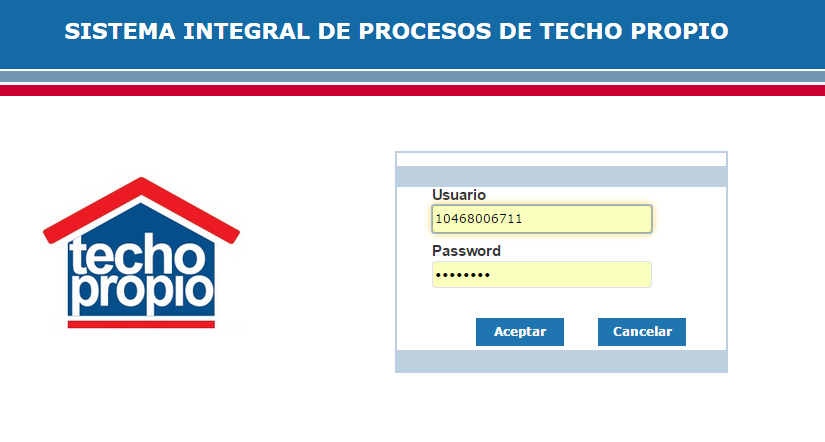 SISTEMA INTEGRAL DE PROCESOS DE TECHO PROPIO
techo
propio
Usuario
10468006711
Password
••••••••
Aceptar Cancelar